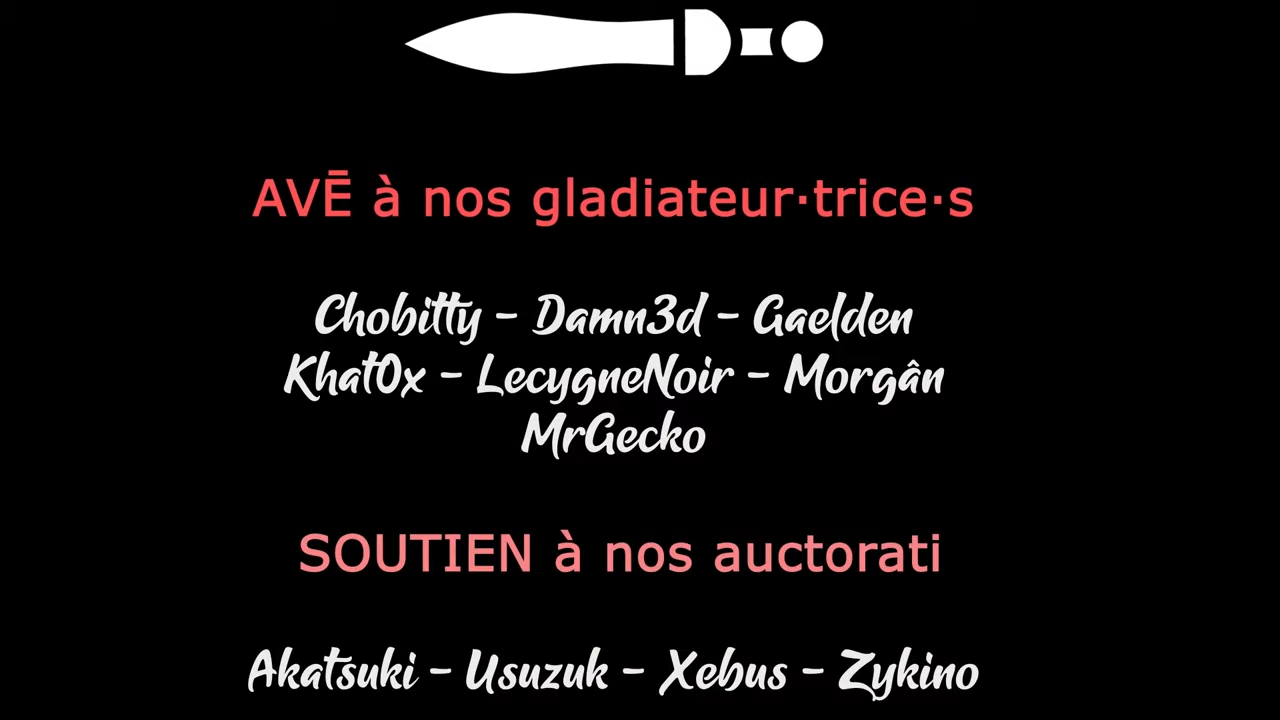 AVĒ à nos gladiateur·trice·s
Chobitty - Damn3d - Gaelden
Khat0x - LecygneNoir - Morgân
MrGecko
SOUTIEN à nos auctorati
Akatsuki - Usuzuk - Xebus - Zykino